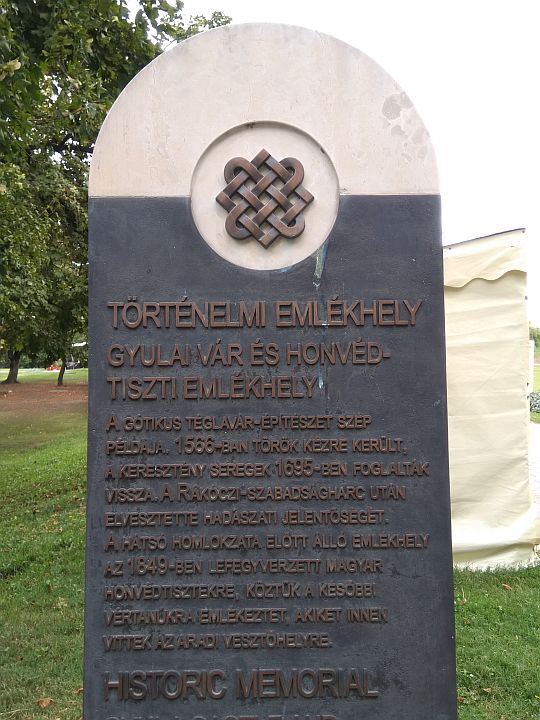 TÖRTÉNELMI EMLÉKHELY
GYULAI VÁR ÉS HONVÉD-
TISZTI EMLÉKHELY
A GÓTIKUS TÉGLAVÁR-ÉPÍTÉSZET SZÉP
PÉLDÁJA. 1566-BAN TÖRÖK KÉZRE KERÜLT,
A KERESZTÉNY SEREGEK 1695-BEN FOGLALTÁK
VISSZA. A RÁKÓCZI-SZABADSÁGHARC UTÁN
ELVESZTETTE HADÁSZATI JELENTŐSÉGÉT.
A HÁTSÓ HOMLOKZATA ELŐTT ÁLLÓ EMLÉKHELY
AZ 1849-BEN LEFEGYVERZETT MAGYAR
HONVÉDTISZTEKRE, KÖZTÜK A KÉSŐBBI
VÉRTANÚKRA EMLÉKEZTET, AKIKET INNEN
VITTEK AZ ARADI VESZTŐHELYRE.
HISTORIC MEMORIAL